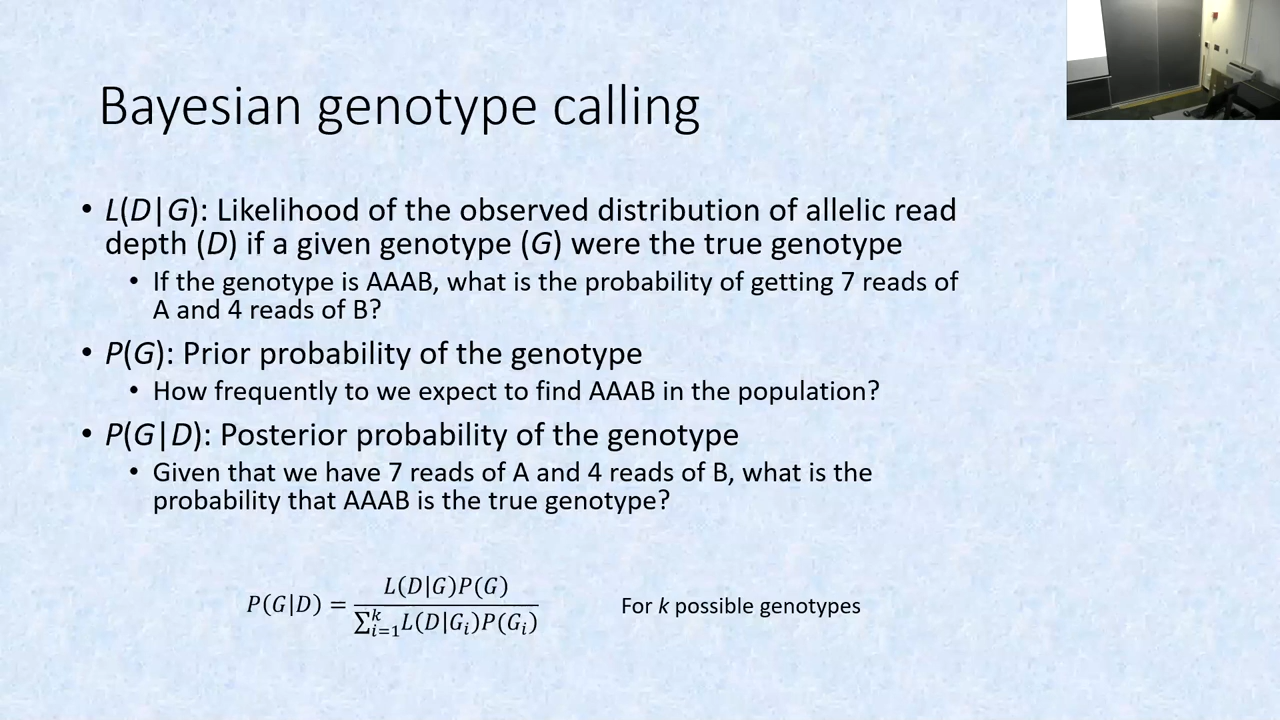 Bayesian genotype calling
• L(D|G): Likelihood of the observed distribution of allelic read
depth (D) if a given genotype (G) were the true genotype
• If the genotype is AAAB, what is the probability of getting 7 reads of
A and 4 reads of B?
• P(G): Prior probability of the genotype
• How frequently to we expect to find AAAB in the population?
• P(G|D): Posterior probability of the genotype
• Given that we have 7 reads of A and 4 reads of B, what is the
probability that AAAB is the true genotype?
P(G|D) = L(D|G)P(G) / ∑ᵢ₌₁ᵏ L(D|Gᵢ)P(Gᵢ)
For k possible genotypes